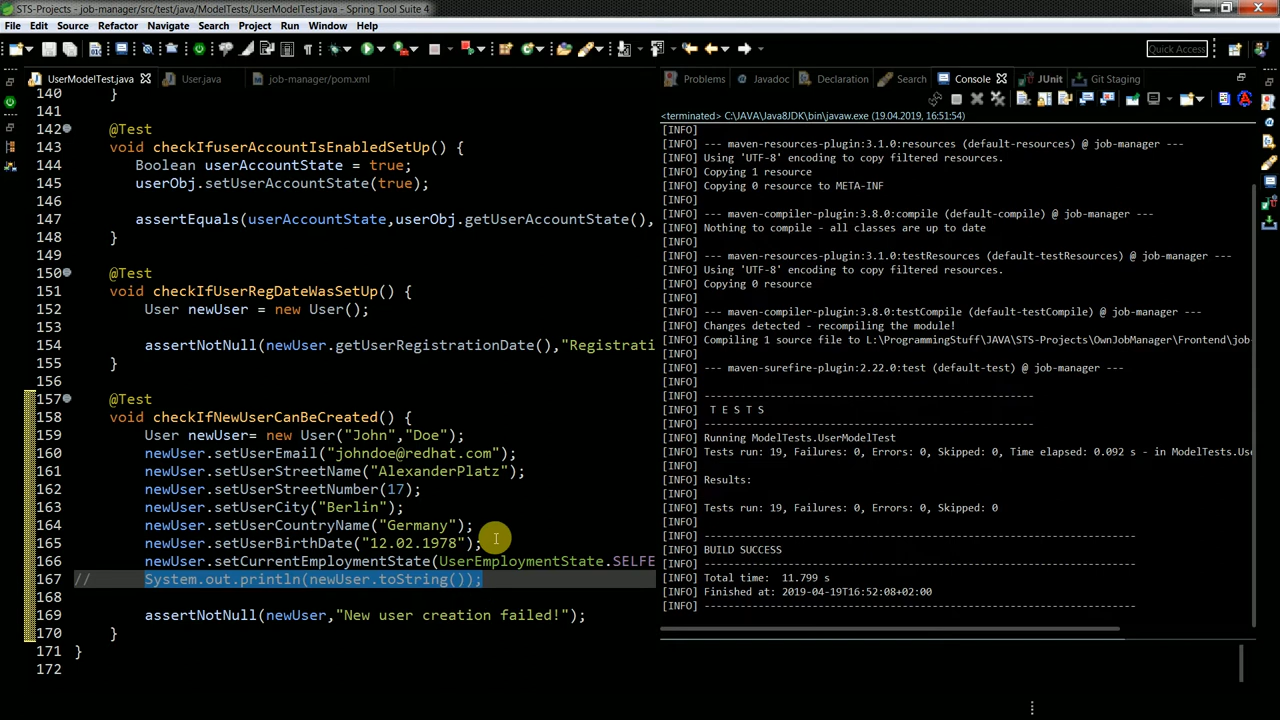 STS-Projects - job-manager/src/test/java/ModelTests/UserModelTest.java - Spring Tool Suite 4
File Edit Source Refactor Navigate Search Project Run Window Help
Quick Access
UserModelTest.java User.java job-manager/pom.xml
140 }
141
142 @Test
143 void checkIfuserAccountIsEnabledSetUp() {
144 Boolean userAccountState = true;
145 userObj.setUserAccountState(true);
146
147 assertEquals(userAccountState,userObj.getUserAccountState(),
148 }
149
150 @Test
151 void checkIfUserRegDateWasSetUp() {
152 User newUser = new User();
153
154 assertNotNull(newUser.getUserRegistrationDate(),"Registrati
155 }
156
157 @Test
158 void checkIfNewUserCanBeCreated() {
159 User newUser= new User("John","Doe");
160 newUser.setUserEmail("johndoe@redhat.com");
161 newUser.setUserStreetName("AlexanderPlatz");
162 newUser.setUserStreetNumber(17);
163 newUser.setUserCity("Berlin");
164 newUser.setUserCountryName("Germany");
165 newUser.setUserBirthDate("12.02.1978");
166 newUser.setCurrentEmploymentState(UserEmploymentState.SELFE
167 // System.out.println(newUser.toString());
168
169 assertNotNull(newUser,"New user creation failed!");
170 }
171 }
172
Problems Javadoc Declaration Search Console JUnit Git Staging
<terminated> C:\JAVA\Java8JDK\bin\javaw.exe (19.04.2019, 16:51:54)
[INFO]
[INFO] --- maven-resources-plugin:3.1.0:resources (default-resources) @ job-manager ---
[INFO] Using 'UTF-8' encoding to copy filtered resources.
[INFO] Copying 1 resource
[INFO] Copying 0 resource to META-INF
[INFO]
[INFO] --- maven-compiler-plugin:3.8.0:compile (default-compile) @ job-manager ---
[INFO] Nothing to compile - all classes are up to date
[INFO]
[INFO] --- maven-resources-plugin:3.1.0:testResources (default-testResources) @ job-manager ---
[INFO] Using 'UTF-8' encoding to copy filtered resources.
[INFO] Copying 0 resource
[INFO]
[INFO] --- maven-compiler-plugin:3.8.0:testCompile (default-testCompile) @ job-manager ---
[INFO] Changes detected - recompiling the module!
[INFO] Compiling 1 source file to L:\ProgrammingStuff\JAVA\STS-Projects\OwnJobManager\Frontend\job-
[INFO]
[INFO] --- maven-surefire-plugin:2.22.0:test (default-test) @ job-manager ---
[INFO]
[INFO] -------------------------------------------------------
[INFO]  T E S T S
[INFO] -------------------------------------------------------
[INFO] Running ModelTests.UserModelTest
[INFO] Tests run: 19, Failures: 0, Errors: 0, Skipped: 0, Time elapsed: 0.092 s - in ModelTests.Use
[INFO]
[INFO] Results:
[INFO]
[INFO] Tests run: 19, Failures: 0, Errors: 0, Skipped: 0
[INFO]
[INFO] ------------------------------------------------------------------------
[INFO] BUILD SUCCESS
[INFO] ------------------------------------------------------------------------
[INFO] Total time:  11.799 s
[INFO] Finished at: 2019-04-19T16:52:08+02:00
[INFO] ------------------------------------------------------------------------